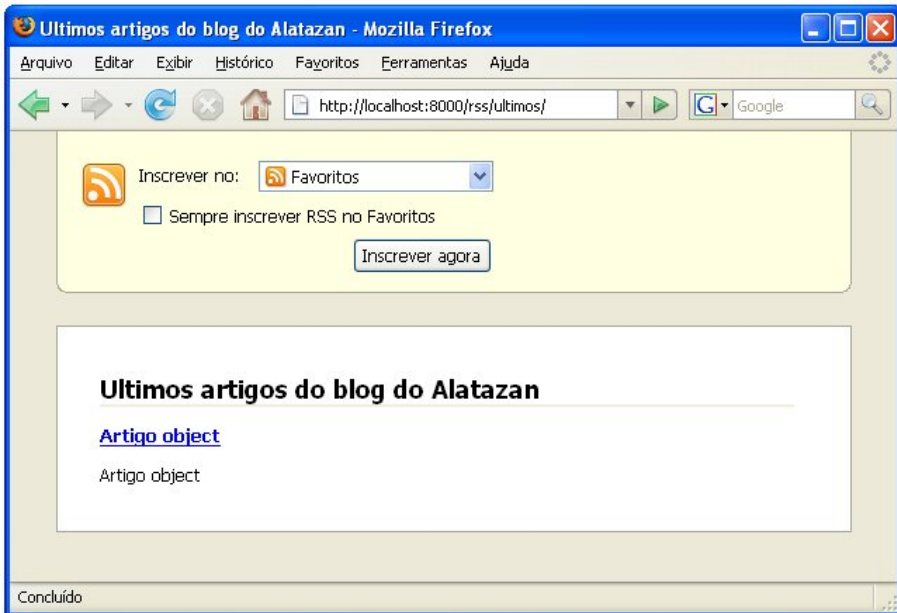 Ultimos artigos do blog do Alatazan - Mozilla Firefox
Arquivo Editar Exibir Histórico Favoritos Ferramentas Ajuda
http://localhost:8000/rss/ultimos/ G Google
Inscrever no: Favoritos
Sempre inscrever RSS no Favoritos
Inscrever agora
Ultimos artigos do blog do Alatazan
Artigo object
Artigo object
Concluído